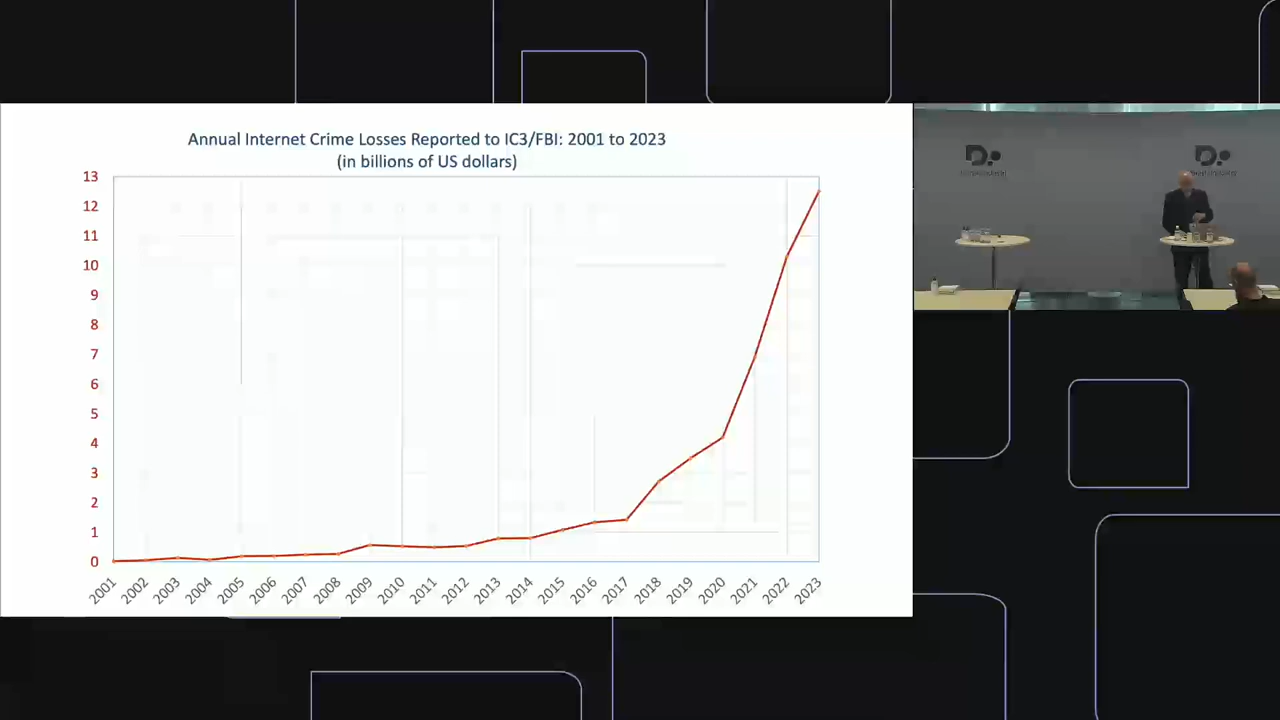 Annual Internet Crime Losses Reported to IC3/FBI: 2001 to 2023
(in billions of US dollars)
13
12
11
10
9
8
7
6
5
4
3
2
1
0
2001 2002 2003 2004 2005 2006 2007 2008 2009 2010 2011 2012 2013 2014 2015 2016 2017 2018 2019 2020 2021 2022 2023
D.
D.